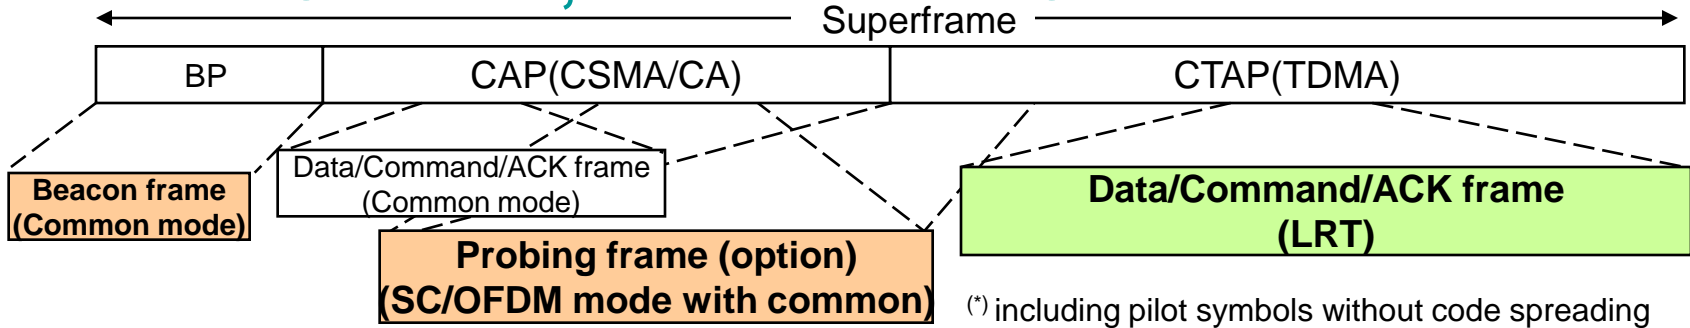 Superframe
BP
CAP(CSMA/CA)
CTAP(TDMA)
Beacon frame
(Common mode)
Data/Command/ACK frame
(Common mode)
Probing frame (option)
(SC/OFDM mode with common)
Data/Command/ACK frame
(LRT)
(*) including pilot symbols without code spreading